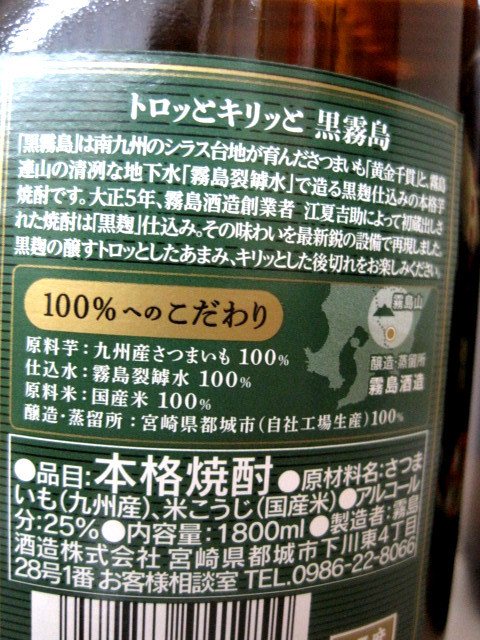 トロッとキリッと 黒霧島
「黒霧島」は南九州のシラス台地が育んださつまいも「黄金千貫」と、霧島
連山の清冽な地下水「霧島裂罅水」で造る黒麹仕込みの本格芋
焼酎です。大正5年、霧島酒造創業者 江夏吉助によって初蔵出しさ
れた焼酎は「黒麹」仕込み。その味わいを最新鋭の設備で再現しました。
黒麹の醸すトロッとしたあまみ、キリッとした後切れをお楽しみください。
100%へのこだわり
原料芋:九州産さつまいも 100%
仕込水:霧島裂罅水 100%
原料米:国産米 100%
醸造・蒸留所:宮崎県都城市(自社工場生産)100%
霧島山
醸造・蒸留所
霧島酒造
●品目:本格焼酎●原材料名:さつま
いも(九州産)、米こうじ(国産米)●アルコール
分:25%●内容量:1800ml●製造者:霧島
酒造株式会社 宮崎県都城市下川東4丁目
28号1番 お客様相談室 TEL.0986-22-8066